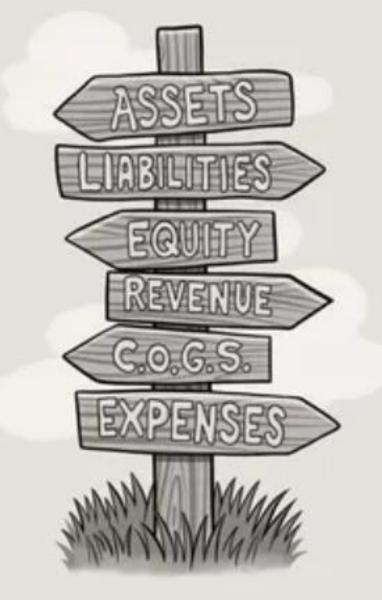 ASSETS
LIABILITIES
EQUITY
REVENUE
C.O.G.S.
EXPENSES